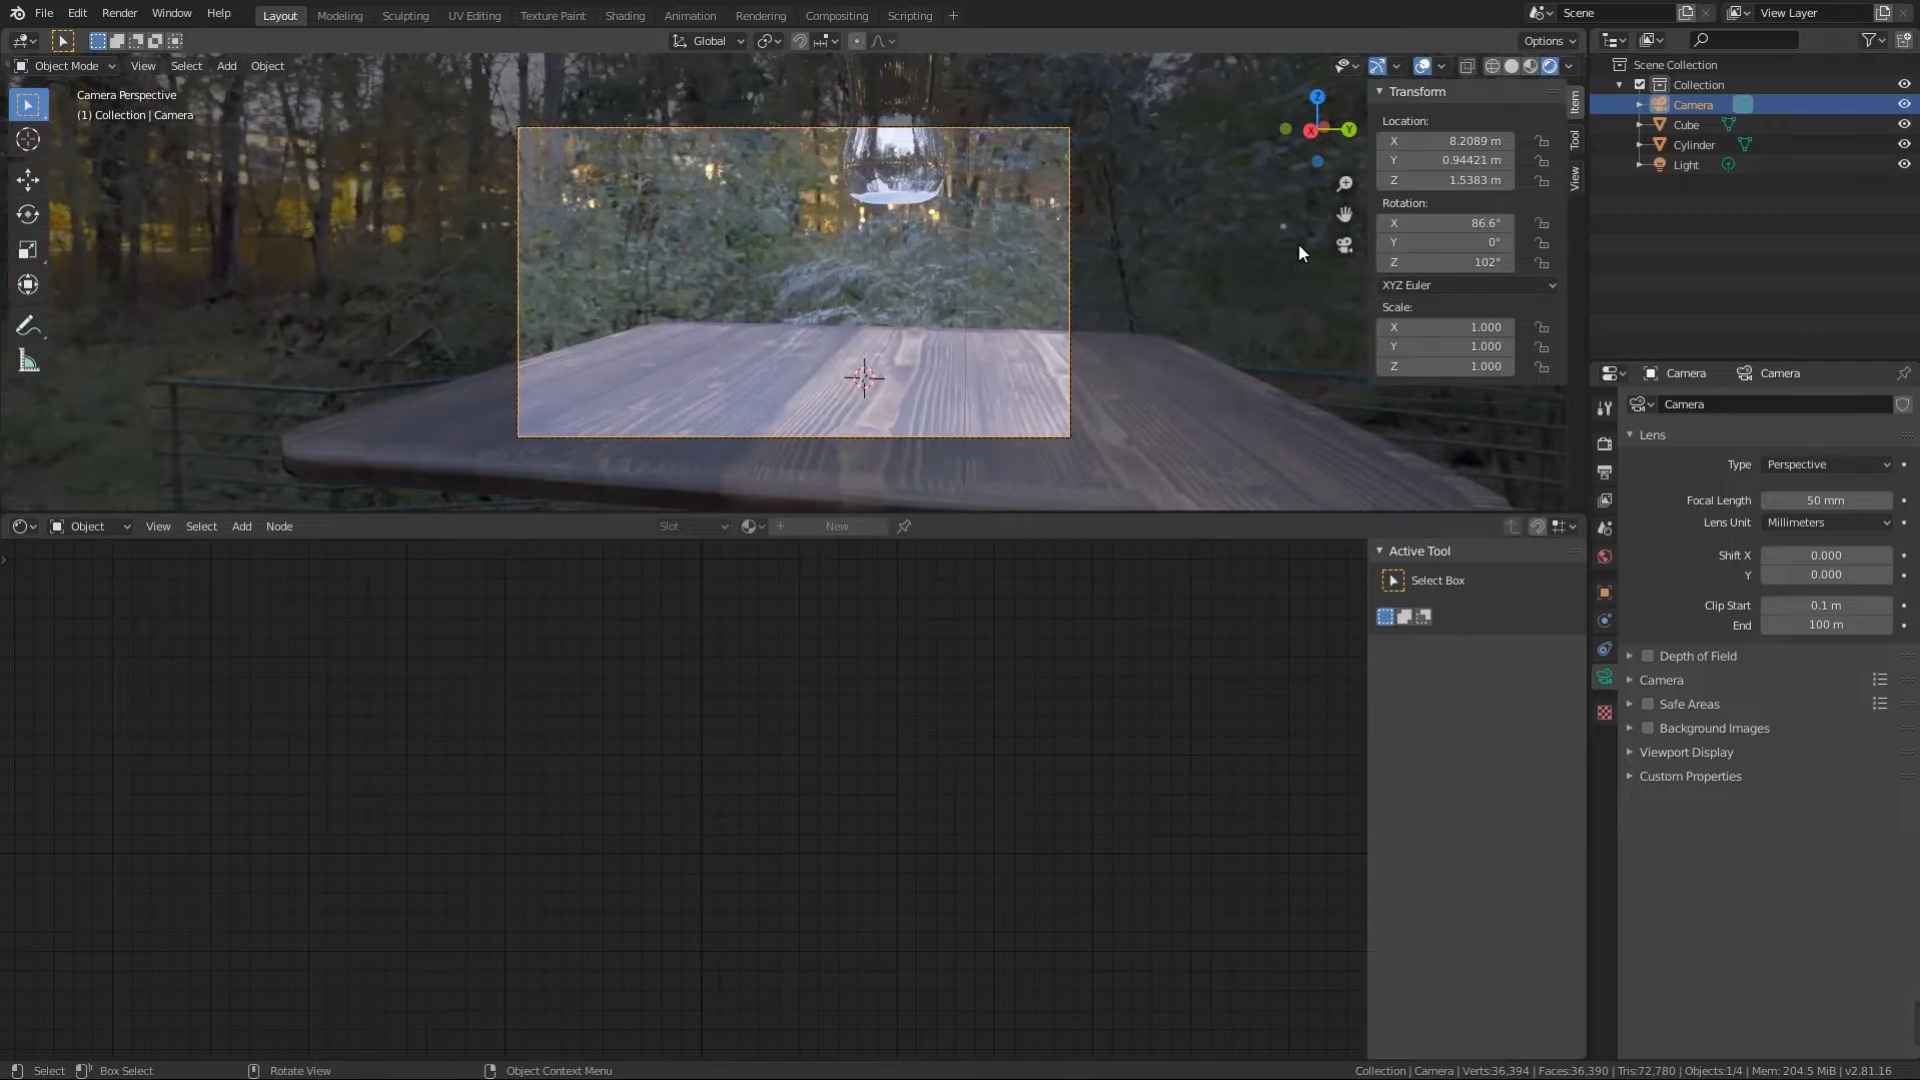 File Edit Render Window Help
Layout Modeling Sculpting UV Editing Texture Paint Shading Animation Rendering Compositing Scripting +
Scene
View Layer
Global
Options
Object Mode View Select Add Object
Camera Perspective
(1) Collection | Camera
Z
Y
X
Transform
Location:
X 8.2089 m
Y 0.94421 m
Z 1.5383 m
Rotation:
X 86.6°
Y 0°
Z 102°
XYZ Euler
Scale:
X 1.000
Y 1.000
Z 1.000
Item
Tool
View
Scene Collection
Collection
Camera
Cube
Cylinder
Light
Camera Camera
Camera
Lens
Type Perspective
Focal Length 50 mm
Lens Unit Millimeters
Shift X 0.000
Y 0.000
Clip Start 0.1 m
End 100 m
Depth of Field
Camera
Safe Areas
Background Images
Viewport Display
Custom Properties
Object View Select Add Node
Slot
New
Active Tool
Select Box
Select Box Select Rotate View Object Context Menu
Collection | Camera | Verts:36,394 | Faces:36,390 | Tris:72,780 | Objects:1/4 | Mem: 204.5 MiB | v2.81.16